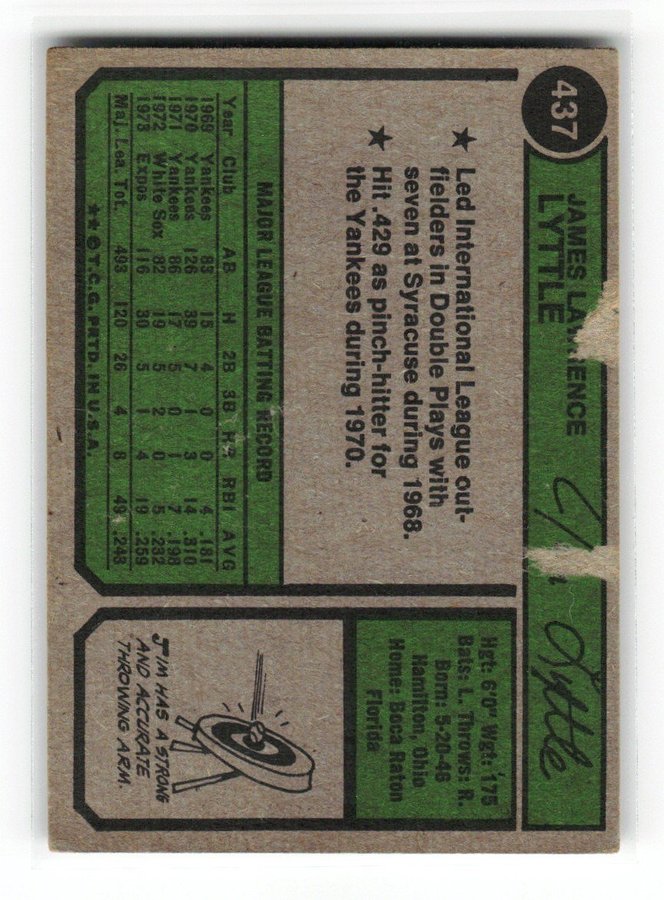 437
JAMES LAWRENCE
LYTTLE
Jim Lyttle
★ Led International League out-
fielders in Double Plays with
seven at Syracuse during 1968.
★ Hit .429 as pinch-hitter for
the Yankees during 1970.
Hgt: 6'0" Wgt: 175
Bats: L. Throws: R.
Born: 5-20-46
Hamilton, Ohio
Home: Boca Raton
Florida
MAJOR LEAGUE BATTING RECORD
Year Club AB H 2B 3B HR RBI AVG
1969 Yankees 83 15 4 0 0 4 .181
1970 Yankees 126 39 7 1 3 14 .310
1971 Yankees 86 17 5 0 1 7 .198
1972 White Sox 82 19 5 2 0 5 .232
1973 Expos 116 30 5 1 4 19 .259
Maj. Lea. Tot. 493 120 26 4 8 49 .243
★★©T.C.G. PRTD. IN U.S.A.
JIM HAS A STRONG
AND ACCURATE
THROWING ARM.